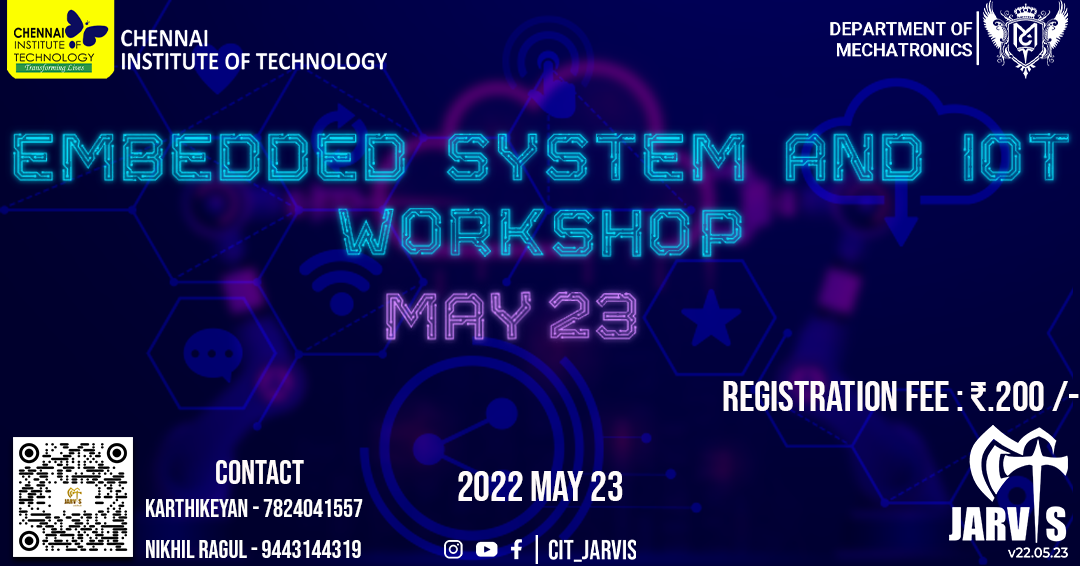 CHENNAI
INSTITUTE OF
TECHNOLOGY
Transforming Lives
CHENNAI
INSTITUTE OF TECHNOLOGY
DEPARTMENT OF
MECHATRONICS
EMBEDDED SYSTEM AND IOT
WORKSHOP
MAY 23
REGISTRATION FEE : ₹.200 /-
CONTACT
KARTHIKEYAN - 7824041557
NIKHIL RAGUL - 9443144319
JARVIS
2022 MAY 23
CIT_JARVIS
JARVIS
v22.05.23